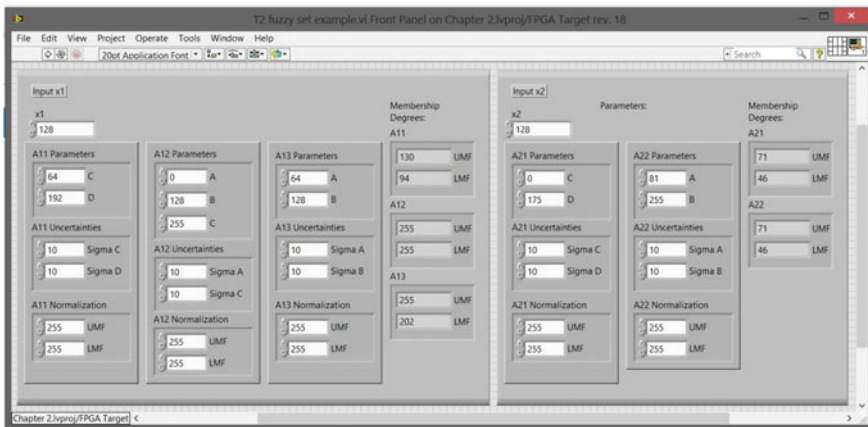 T2 fuzzy set example.vi Front Panel on Chapter 2.lvproj/FPGA Target rev. 18
File Edit View Project Operate Tools Window Help
20pt Application Font
Search
Input x1
x1
128
A11 Parameters
64 C
192 D
A11 Uncertainties
10 Sigma C
10 Sigma D
A11 Normalization
255 UMF
255 LMF
A12 Parameters
0 A
128 B
255 C
A12 Uncertainties
10 Sigma A
10 Sigma C
A12 Normalization
255 UMF
255 LMF
A13 Parameters
64 A
128 B
A13 Uncertainties
10 Sigma A
10 Sigma B
A13 Normalization
255 UMF
255 LMF
Membership
Degrees:
A11
130 UMF
94 LMF
A12
255 UMF
255 LMF
A13
255 UMF
202 LMF
Input x2
x2
128
Parameters:
A21 Parameters
0 C
175 D
A21 Uncertainties
10 Sigma C
10 Sigma D
A21 Normalization
255 UMF
255 LMF
A22 Parameters
81 A
255 B
A22 Uncertainties
10 Sigma A
10 Sigma B
A22 Normalization
255 UMF
255 LMF
Membership
Degrees:
A21
71 UMF
46 LMF
A22
71 UMF
46 LMF
Chapter 2.lvproj/FPGA Target